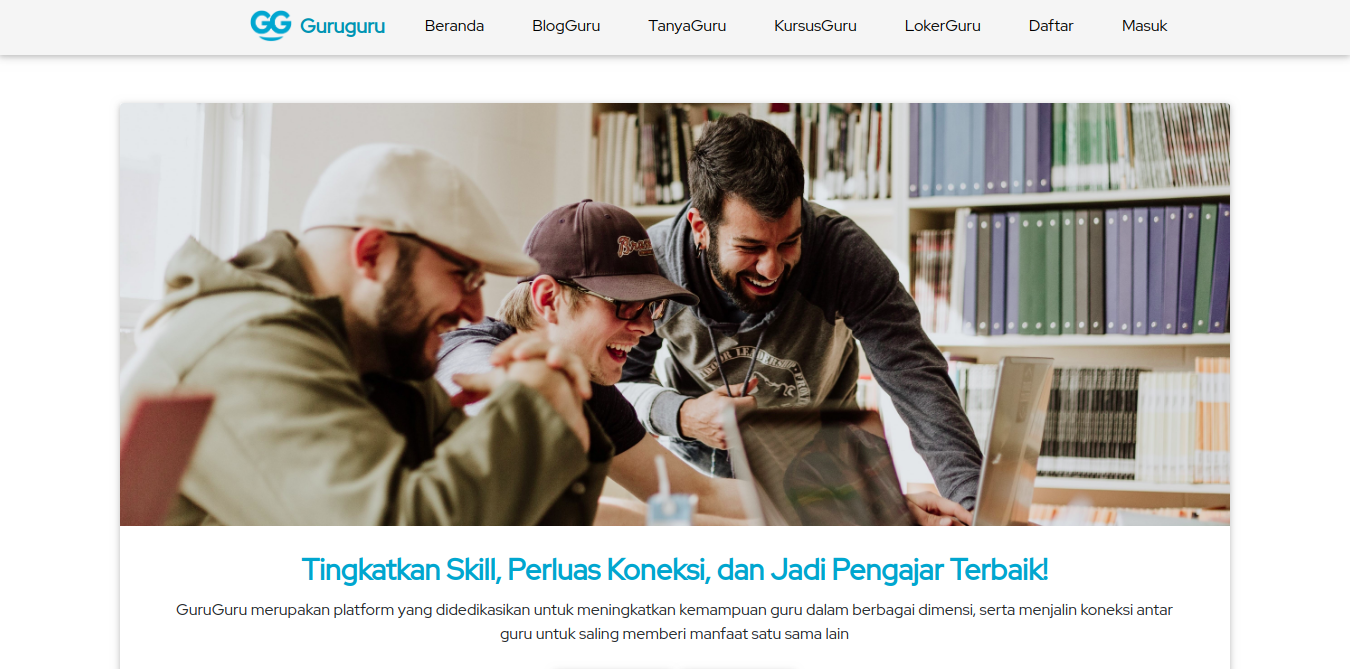 GG Guruguru
Beranda BlogGuru TanyaGuru KursusGuru LokerGuru Daftar Masuk
Tingkatkan Skill, Perluas Koneksi, dan Jadi Pengajar Terbaik!
GuruGuru merupakan platform yang didedikasikan untuk meningkatkan kemampuan guru dalam berbagai dimensi, serta menjalin koneksi antar
guru untuk saling memberi manfaat satu sama lain